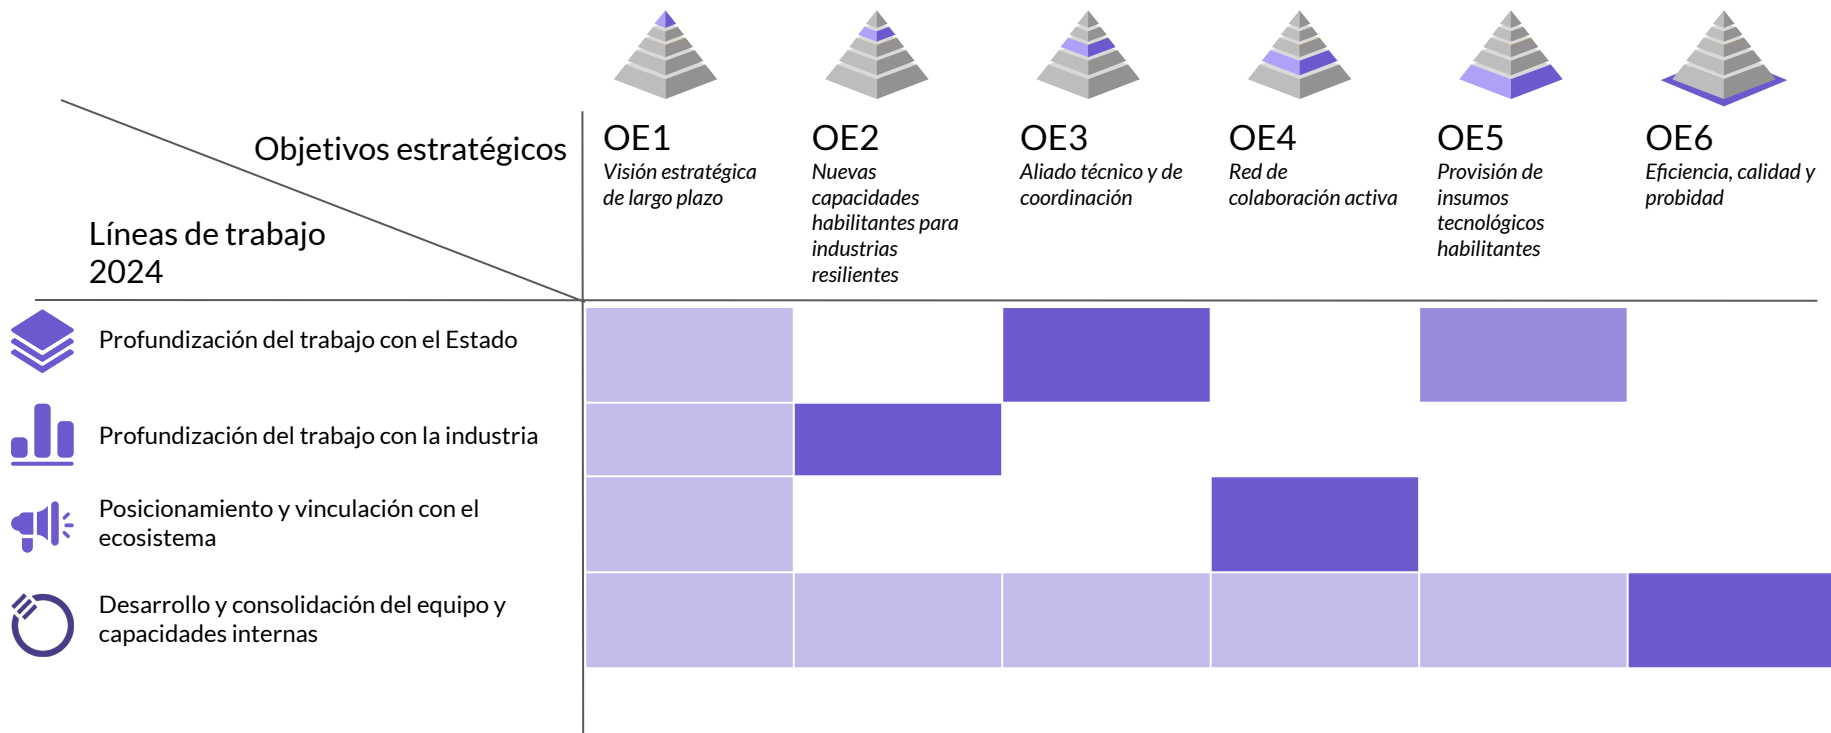 Objetivos estratégicos
Líneas de trabajo
2024
OE1
Visión estratégica
de largo plazo
OE2
Nuevas
capacidades
habilitantes para
industrias
resilientes
OE3
Aliado técnico y de
coordinación
OE4
Red de
colaboración activa
OE5
Provisión de
insumos
tecnológicos
habilitantes
OE6
Eficiencia, calidad y
probidad
Profundización del trabajo con el Estado
Profundización del trabajo con la industria
Posicionamiento y vinculación con el
ecosistema
Desarrollo y consolidación del equipo y
capacidades internas